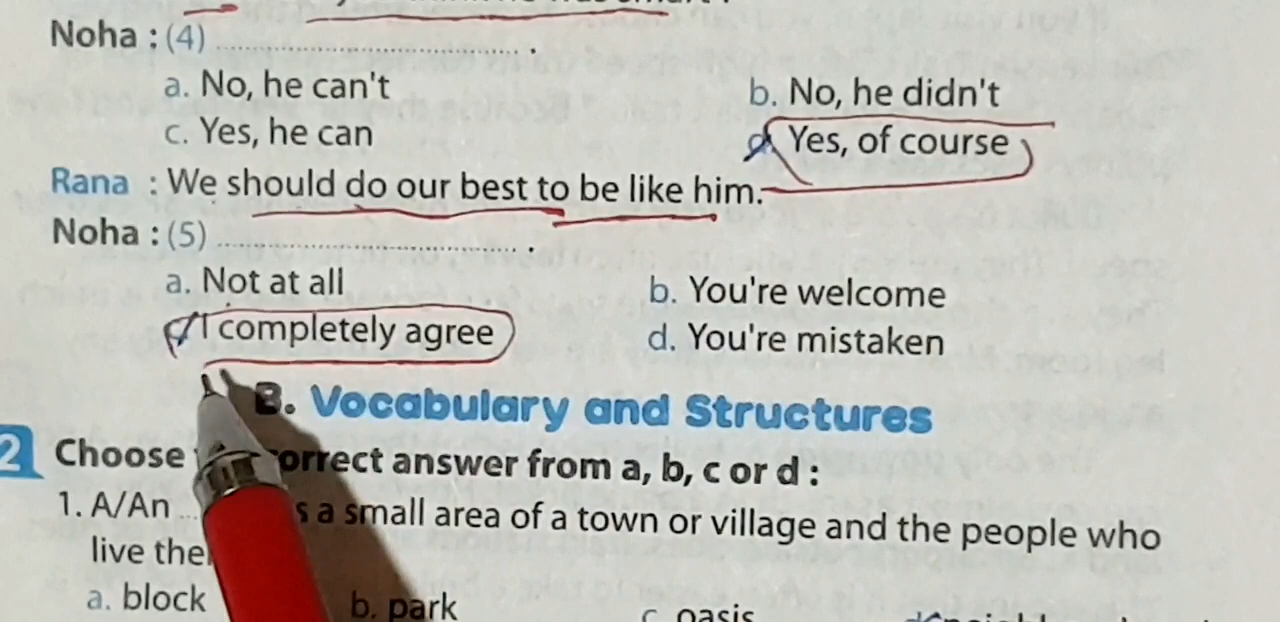 Noha : (4) .................................................. .
a. No, he can't b. No, he didn't
c. Yes, he can Yes, of course
Rana : We should do our best to be like him.
Noha : (5) .................................................. .
a. Not at all b. You're welcome
I completely agree d. You're mistaken
B. Vocabulary and Structures
2 Choose correct answer from a, b, c or d :
1. A/An ... a small area of a town or village and the people who
live
a. block b. park c. oasis